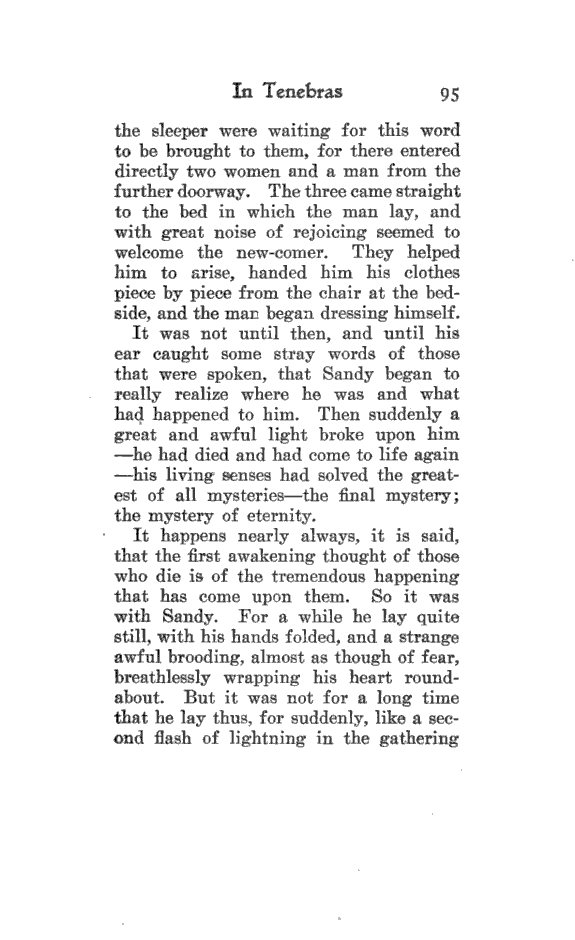 In Tenebras 95
the sleeper were waiting for this word
to be brought to them, for there entered
directly two women and a man from the
further doorway. The three came straight
to the bed in which the man lay, and
with great noise of rejoicing seemed to
welcome the new-comer. They helped
him to arise, handed him his clothes
piece by piece from the chair at the bed-
side, and the man began dressing himself.
It was not until then, and until his
ear caught some stray words of those
that were spoken, that Sandy began to
really realize where he was and what
had happened to him. Then suddenly a
great and awful light broke upon him
—he had died and had come to life again
—his living senses had solved the great-
est of all mysteries—the final mystery;
the mystery of eternity.
It happens nearly always, it is said,
that the first awakening thought of those
who die is of the tremendous happening
that has come upon them. So it was
with Sandy. For a while he lay quite
still, with his hands folded, and a strange
awful brooding, almost as though of fear,
breathlessly wrapping his heart round-
about. But it was not for a long time
that he lay thus, for suddenly, like a sec-
ond flash of lightning in the gathering